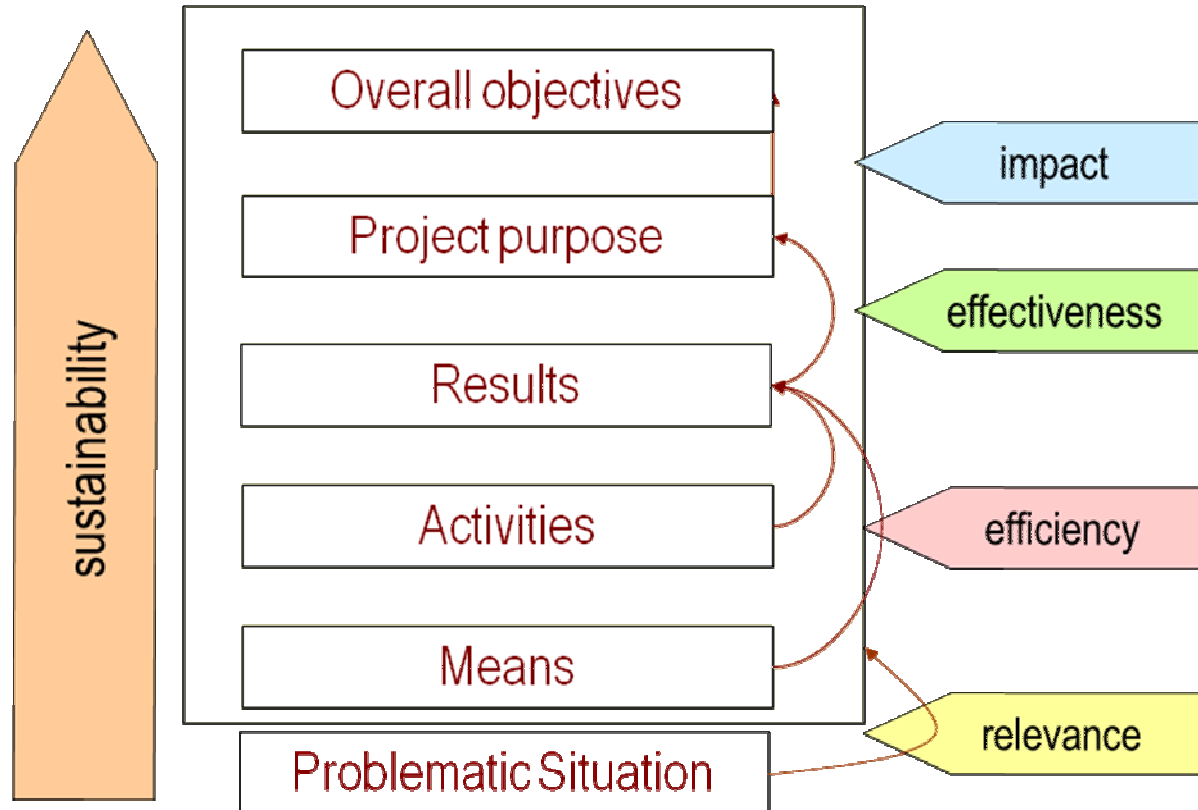 Overall objectives
impact
Project purpose
effectiveness
Results
sustainability
Activities
efficiency
Means
relevance
Problematic Situation